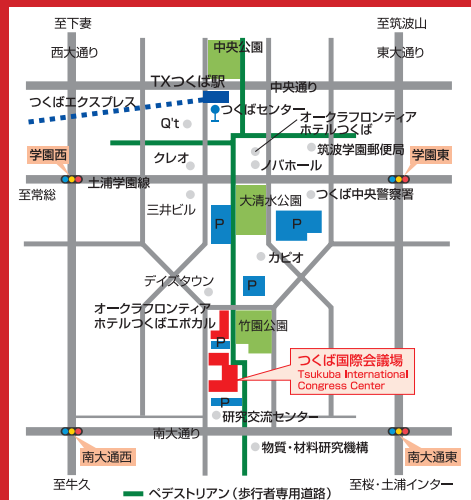 至下妻
至筑波山
西大通り
中央公園
東大通り
TXつくば駅
中央通り
つくばエクスプレス
つくばセンター
オークラフロンティア
ホテルつくば
Q't
筑波学園郵便局
学園西
クレオ
ノバホール
学園東
土浦学園線
至常総
三井ビル
大清水公園
つくば中央警察署
P
P
カピオ
デイズタウン
P
オークラフロンティア
ホテルつくばエポカル
竹園公園
P
つくば国際会議場
Tsukuba International
Congress Center
P
研究交流センター
南大通り
物質・材料研究機構
南大通西
南大通東
至牛久
至桜・土浦インター
ペデストリアン(歩行者専用道路)